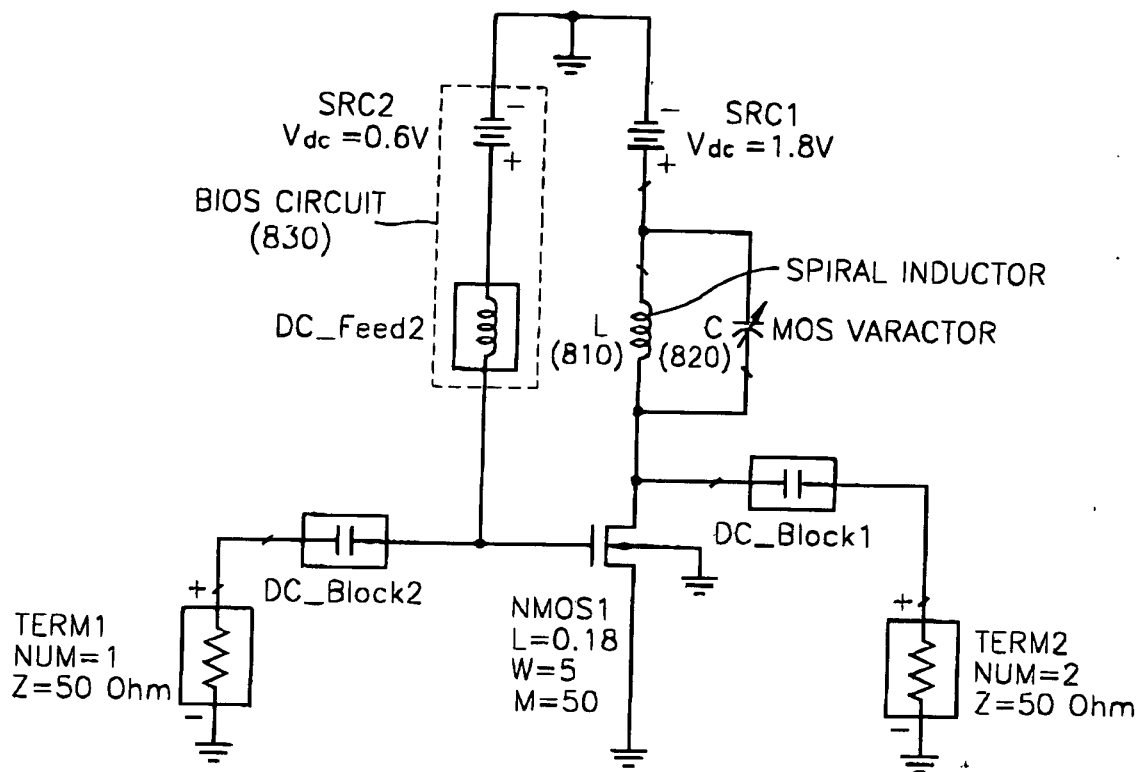 SRC2
Vdc =0.6V
-
+
SRC1
Vdc =1.8V
-
+
BIOS CIRCUIT
(830)
DC_Feed2
L
(810)
SPIRAL INDUCTOR
C
(820)
MOS VARACTOR
DC_Block1
DC_Block2
NMOS1
L=0.18
W=5
M=50
TERM1
NUM=1
Z=50 Ohm
+
-
TERM2
NUM=2
Z=50 Ohm
+
-